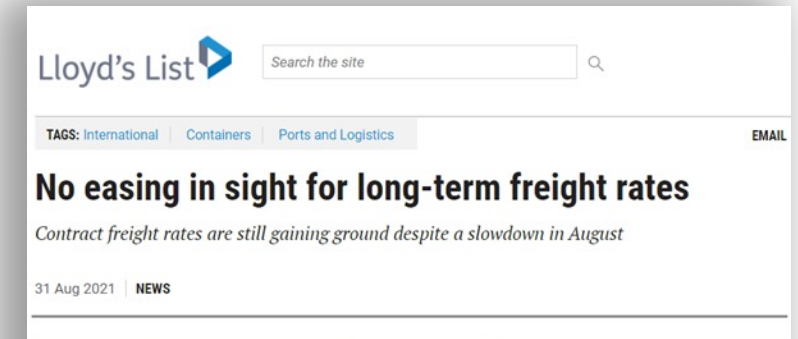 Lloyd's List
Search the site
TAGS: International Containers Ports and Logistics
EMAIL
No easing in sight for long-term freight rates
Contract freight rates are still gaining ground despite a slowdown in August
31 Aug 2021 NEWS